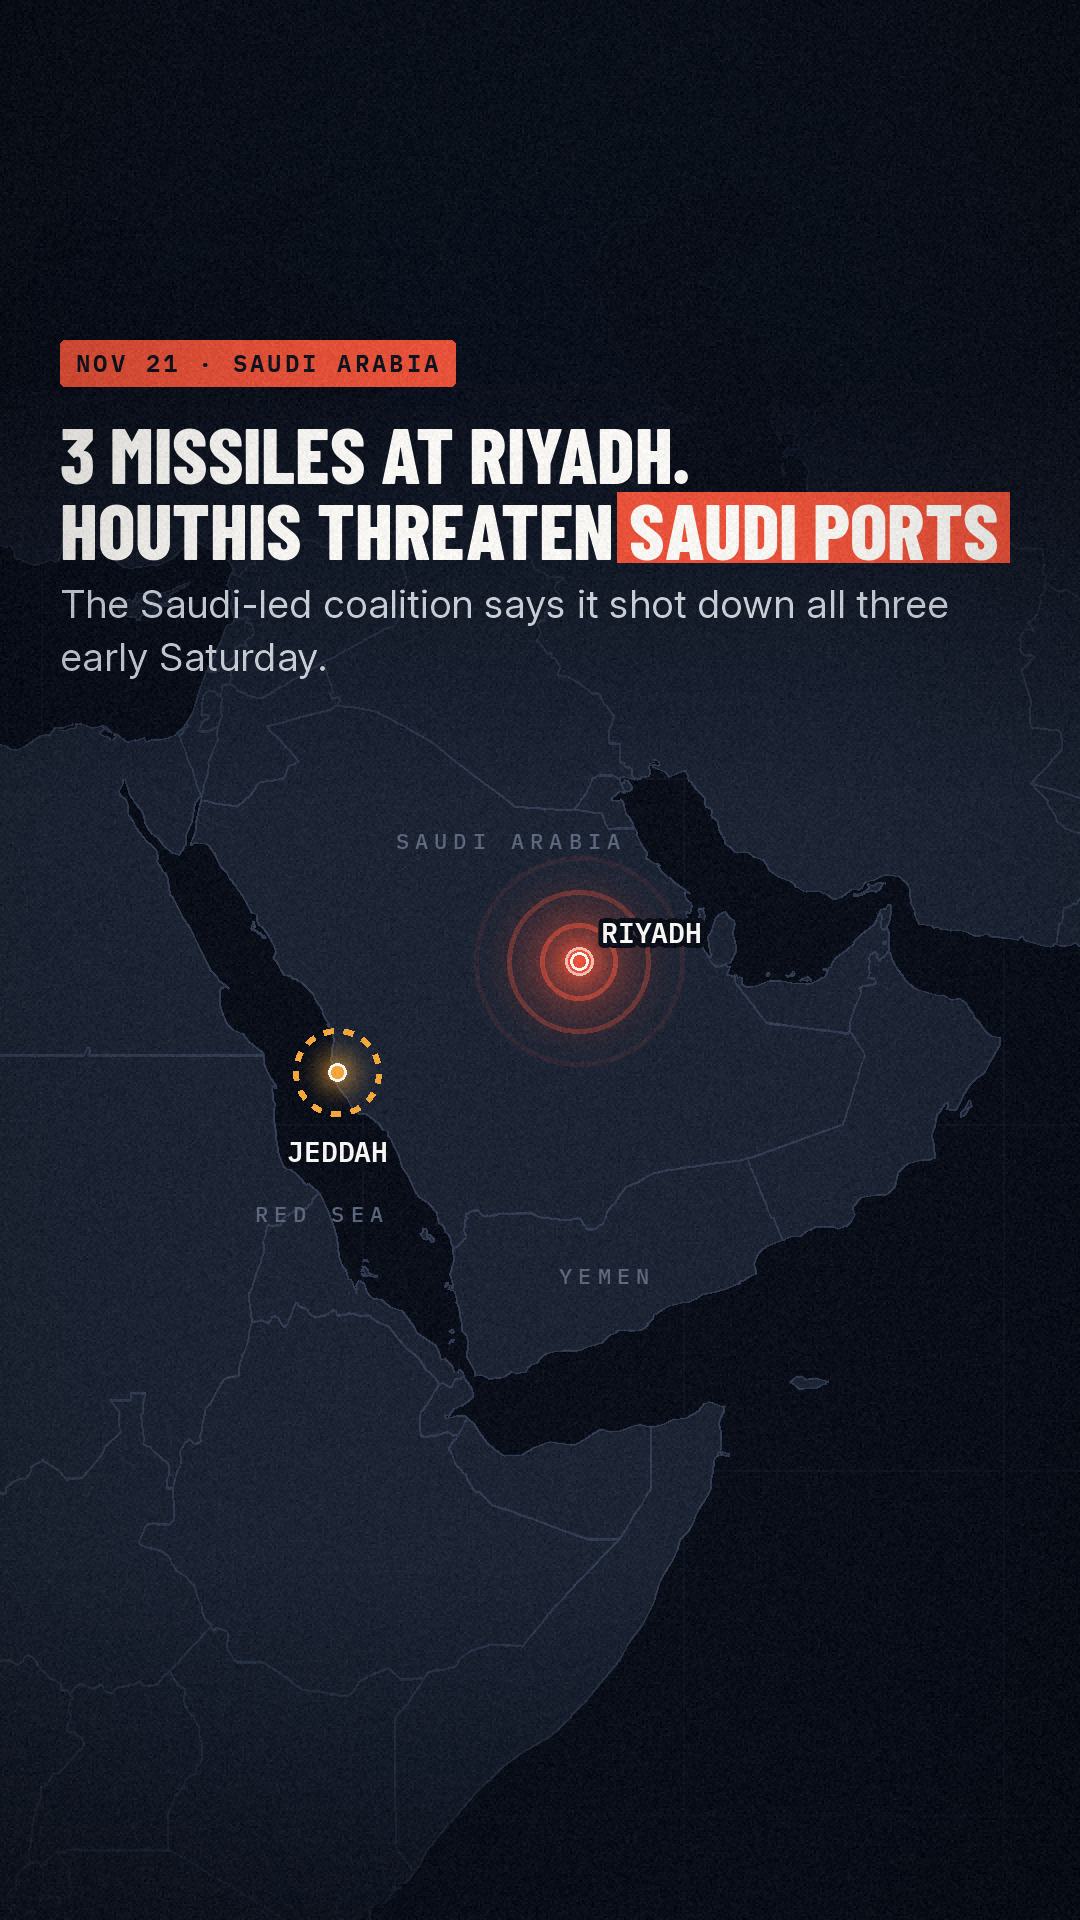 NOV 21 · SAUDI ARABIA
3 MISSILES AT RIYADH.
HOUTHIS THREATEN SAUDI PORTS
The Saudi-led coalition says it shot down all three
early Saturday.
SAUDI ARABIA
RIYADH
JEDDAH
RED SEA
YEMEN